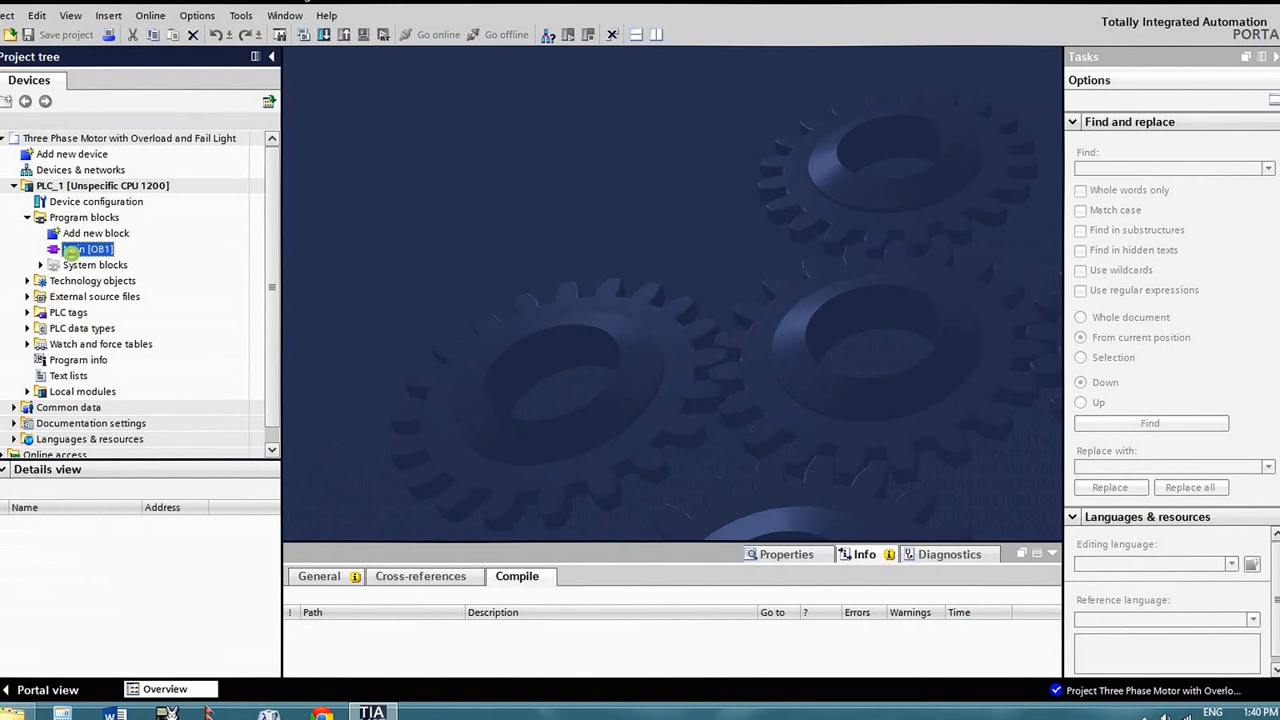 ect Edit View Insert Online Options Tools Window Help
Totally Integrated Automation
PORTA
Save project Go online Go offline
Project tree
Devices
Three Phase Motor with Overload and Fail Light
Add new device
Devices & networks
PLC_1 [Unspecific CPU 1200]
Device configuration
Program blocks
Add new block
[OB1]
System blocks
Technology objects
External source files
PLC tags
PLC data types
Watch and force tables
Program info
Text lists
Local modules
Common data
Documentation settings
Languages & resources
Online access
Details view
Name Address
Properties Info Diagnostics
General Cross-references Compile
! Path Description Go to ? Errors Warnings Time
Tasks
Options
Find and replace
Find:
Whole words only
Match case
Find in substructures
Find in hidden texts
Use wildcards
Use regular expressions
Whole document
From current position
Selection
Down
Up
Find
Replace with:
Replace Replace all
Languages & resources
Editing language:
Reference language:
Portal view Overview
Project Three Phase Motor with Overlo...
TIA
ENG 1:40 PM